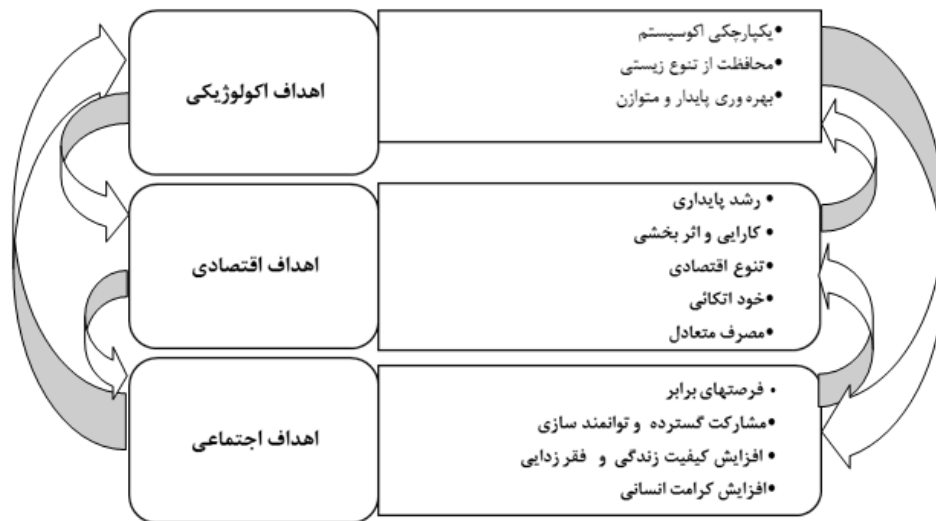 اهداف اکولوژیکی
•یکپارچکی اکوسیستم
•محافظت از تنوع زیستی
•بهره وری پایدار و متوازن
اهداف اقتصادی
• رشد پایداری
• کارایی و اثر بخشی
•تنوع اقتصادی
•خود اتکائی
•مصرف متعادل
اهداف اجتماعی
• فرصتهای برابر
•مشارکت گسترده و توانمند سازی
•افزایش کیفیت زندگی و فقر زدایی
•افزایش کرامت انسانی